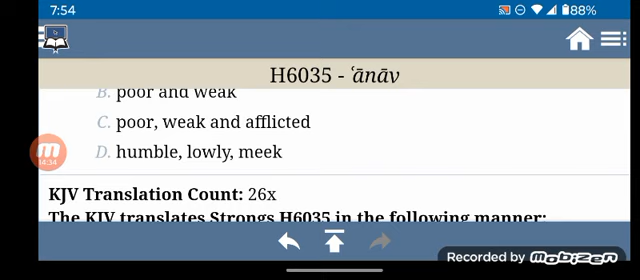 7:54
88%
H6035 - ʿānāv
B. poor and weak
C. poor, weak and afflicted
14:34
D. humble, lowly, meek
KJV Translation Count: 26x
The KJV translates Strongs H6035 in the following manner:
Recorded by MOBIZEN